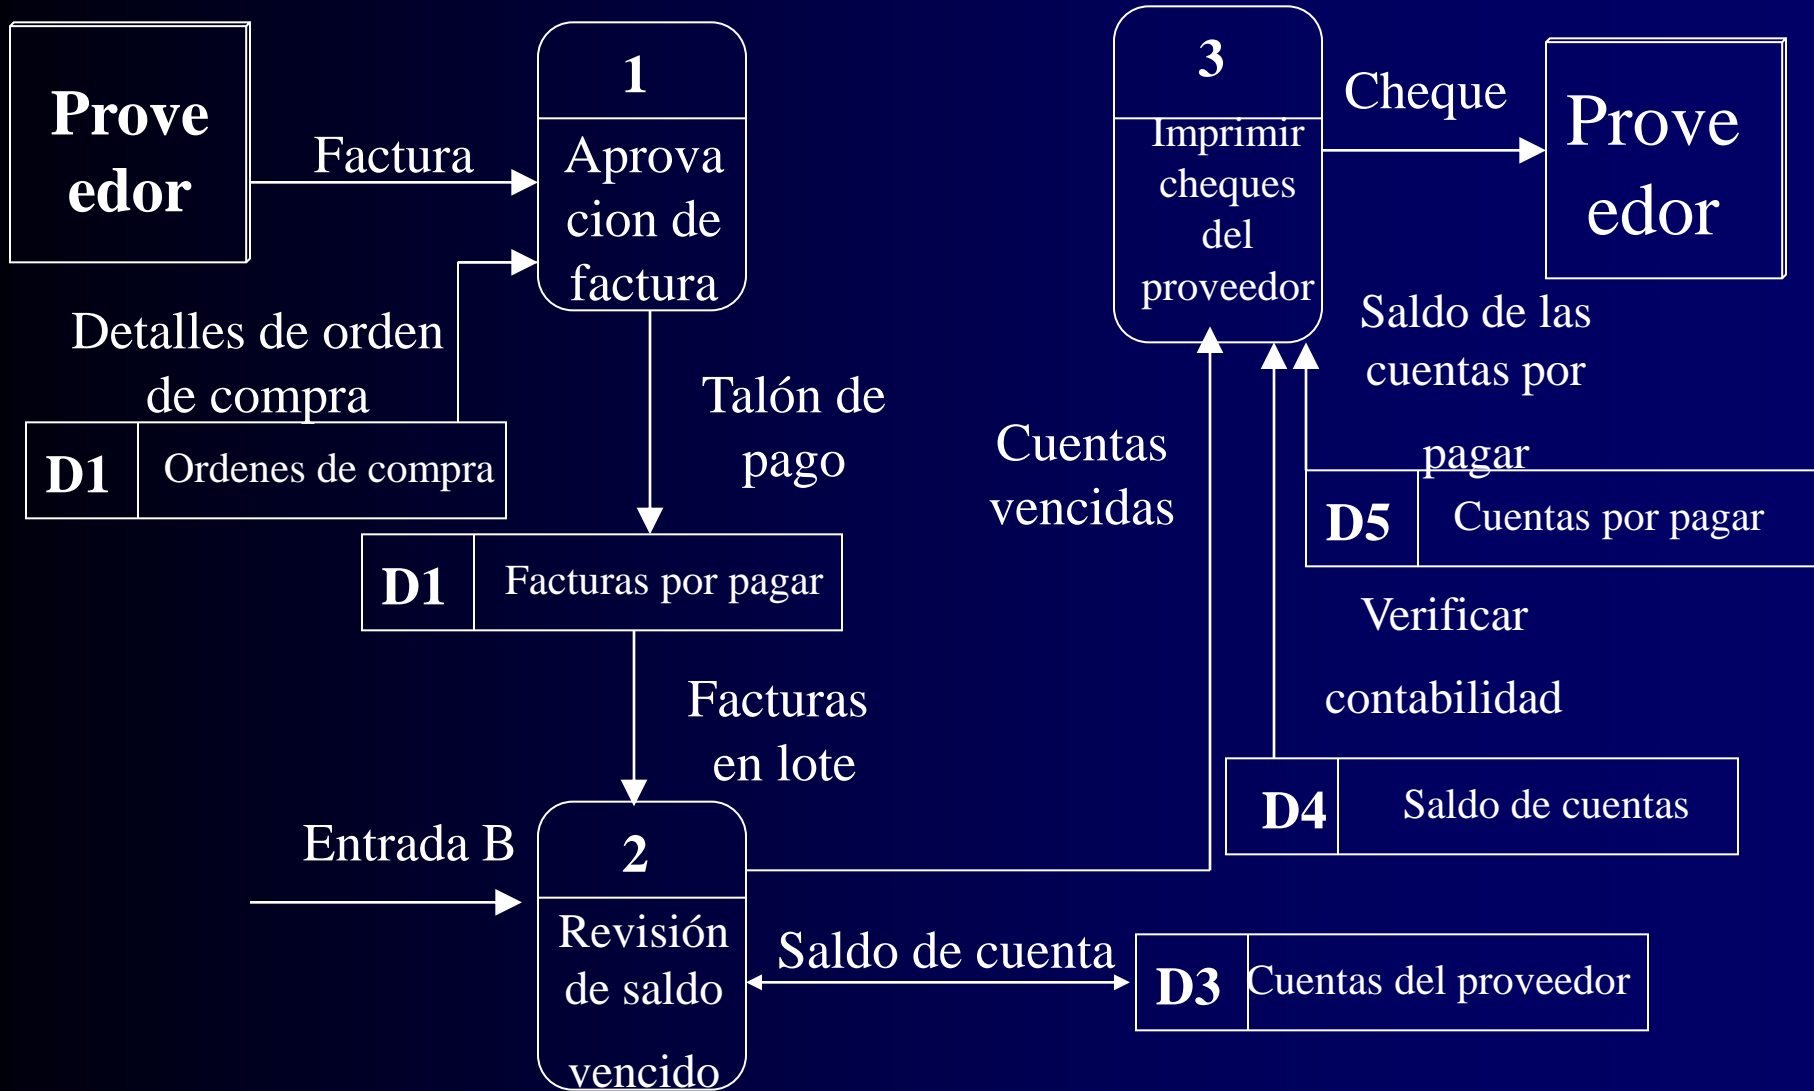 Prove
edor
Factura
1
Aprova
cion de
factura
Detalles de orden
de compra
D1
Ordenes de compra
Talón de
pago
D1
Facturas por pagar
Facturas
en lote
Entrada B
2
Revisión
de saldo
vencido
Saldo de cuenta
D3
Cuentas del proveedor
Cuentas
vencidas
3
Imprimir
cheques
del
proveedor
Cheque
Prove
edor
Saldo de las
cuentas por
pagar
D5
Cuentas por pagar
Verificar
contabilidad
D4
Saldo de cuentas